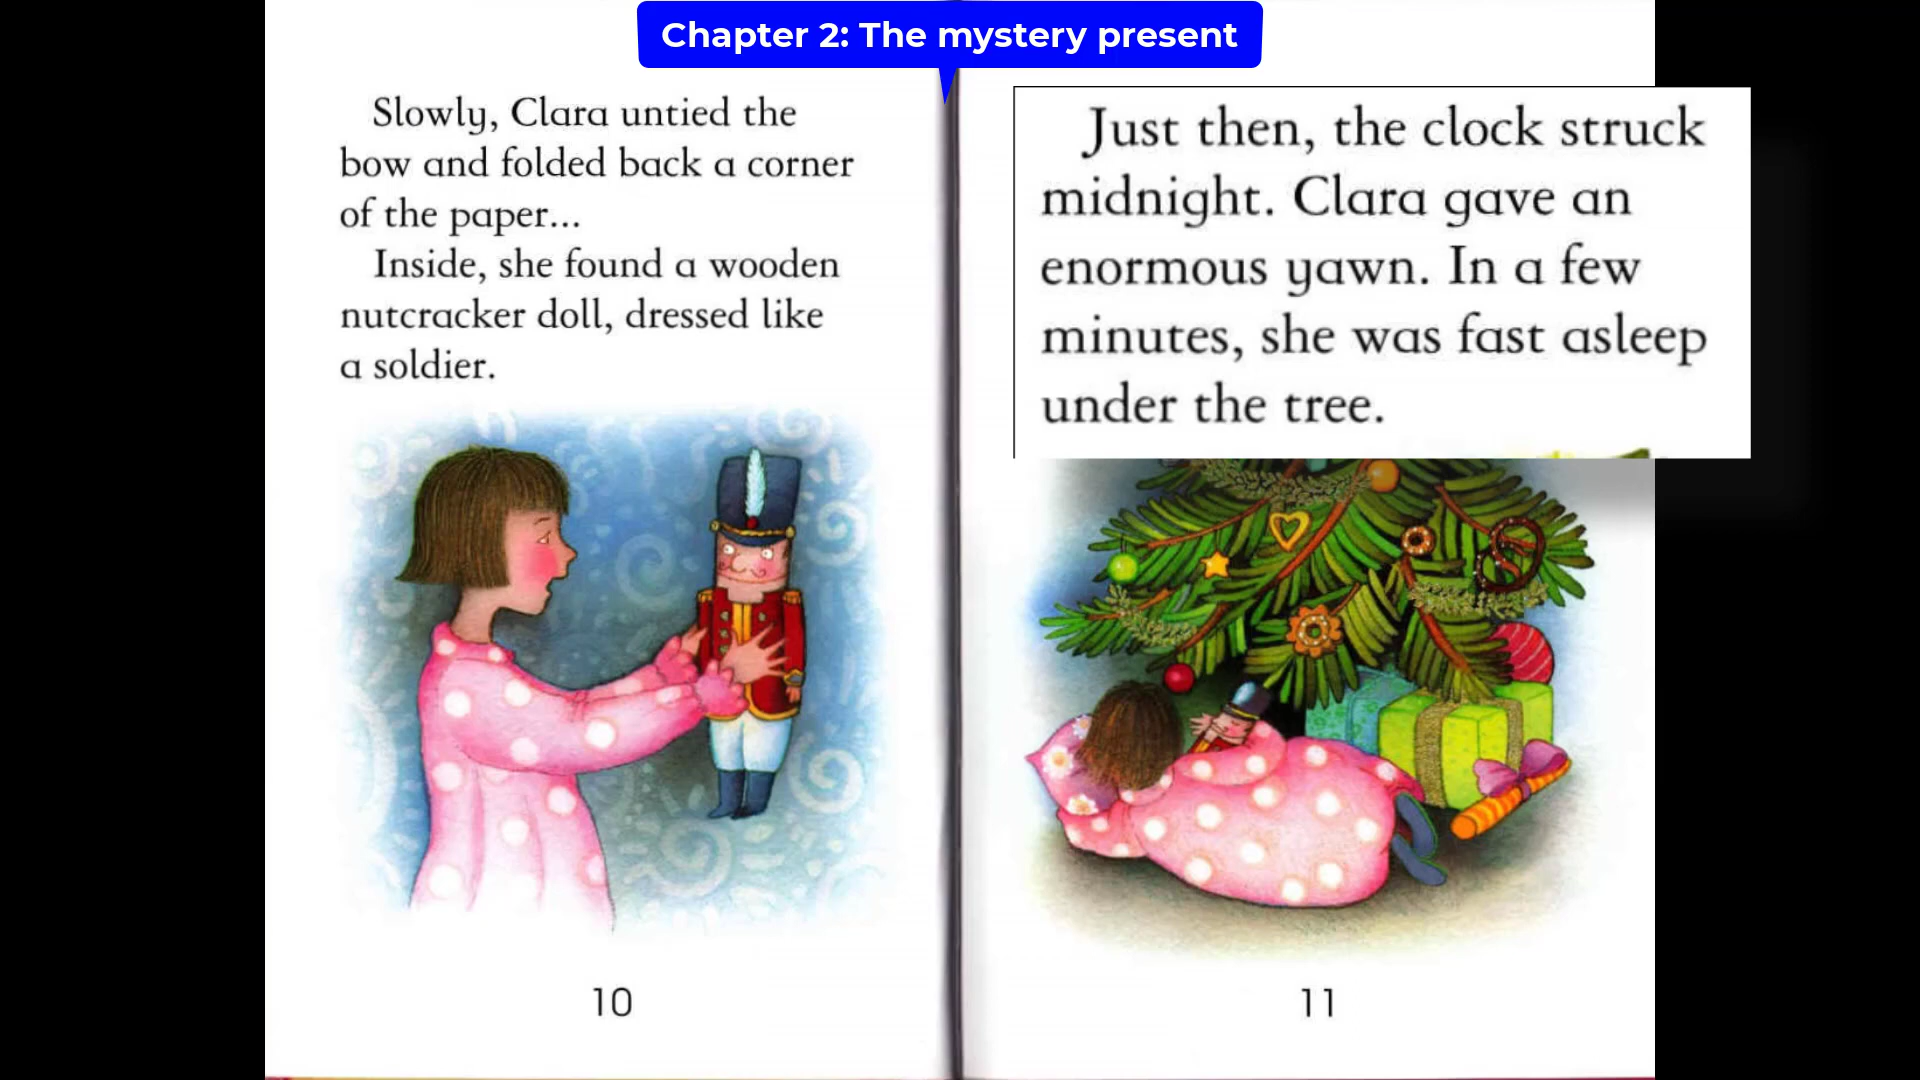 Chapter 2: The mystery present
Slowly, Clara untied the
bow and folded back a corner
of the paper...
Inside, she found a wooden
nutcracker doll, dressed like
a soldier.
10
Just then, the clock struck
midnight. Clara gave an
enormous yawn. In a few
minutes, she was fast asleep
under the tree.
11